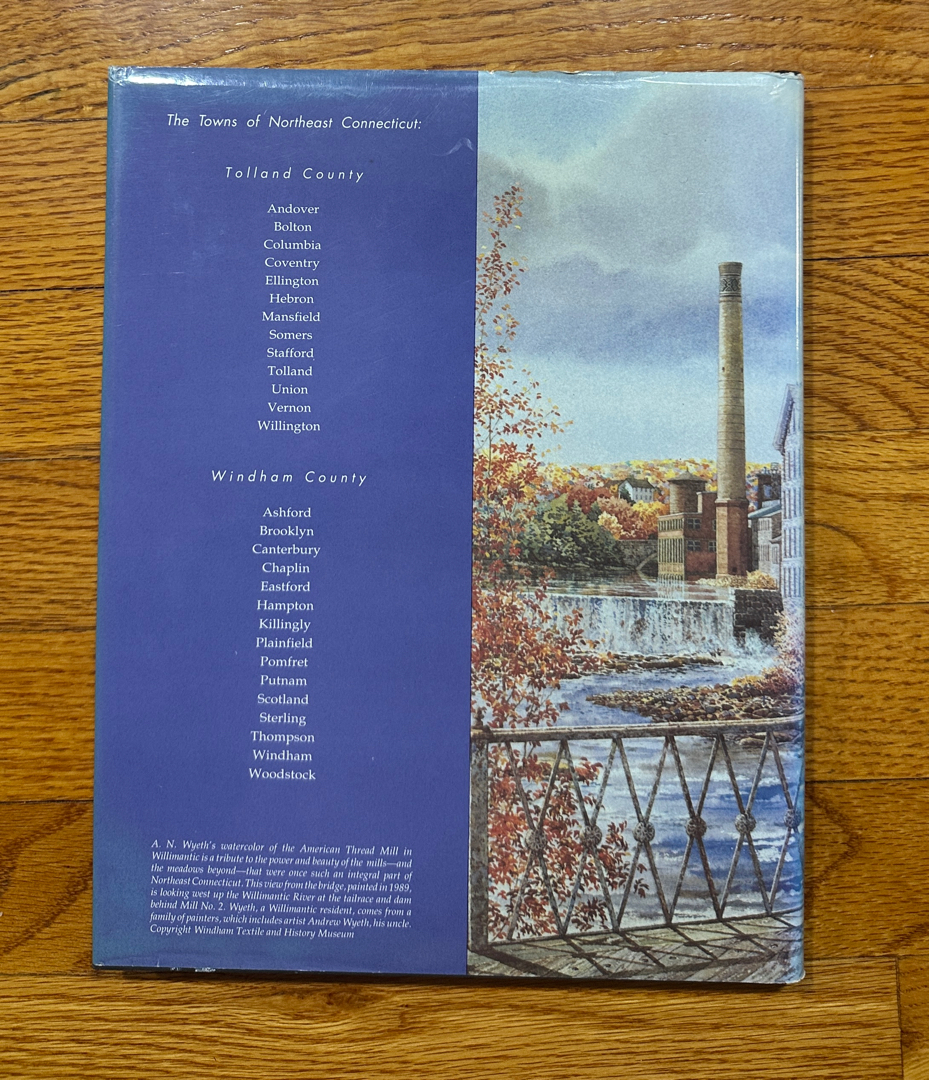 The Towns of Northeast Connecticut:
Tolland County
Andover
Bolton
Columbia
Coventry
Ellington
Hebron
Mansfield
Somers
Stafford
Tolland
Union
Vernon
Willington
Windham County
Ashford
Brooklyn
Canterbury
Chaplin
Eastford
Hampton
Killingly
Plainfield
Pomfret
Putnam
Scotland
Sterling
Thompson
Windham
Woodstock
A. N. Wyeth's watercolor of the American Thread Mill in
Willimantic is a tribute to the power and beauty of the mills—and
the meadows beyond—that were once such an integral part of
Northeast Connecticut. This view from the bridge, painted in 1989,
is looking west up the Willimantic River at the tailrace and dam
behind Mill No. 2. Wyeth, a Willimantic resident, comes from a
family of painters, which includes artist Andrew Wyeth, his uncle.
Copyright Windham Textile and History Museum